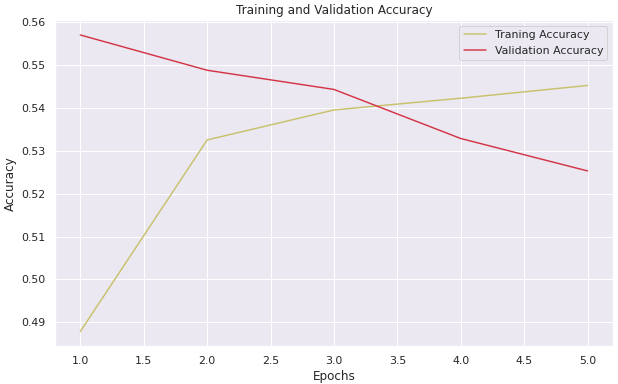 Training and Validation Accuracy
Traning Accuracy
Validation Accuracy
Accuracy
0.56
0.55
0.54
0.53
0.52
0.51
0.50
0.49
1.0 1.5 2.0 2.5 3.0 3.5 4.0 4.5 5.0
Epochs